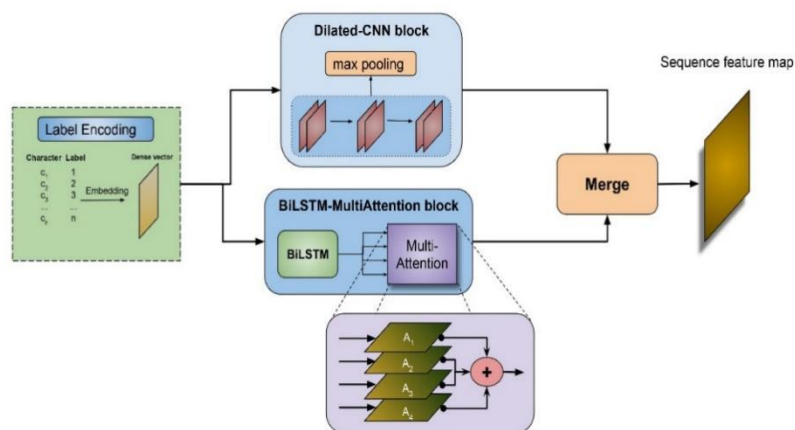 Dilated-CNN block
max pooling
Sequence feature map
Label Encoding
Character Label
Dense vector
c₁ 1
c₂ 2
c₃ 3
Embedding
... ...
n
Merge
BiLSTM-MultiAttention block
BiLSTM
Multi-
Attention
A₁
A₂
A₃
A₄
+